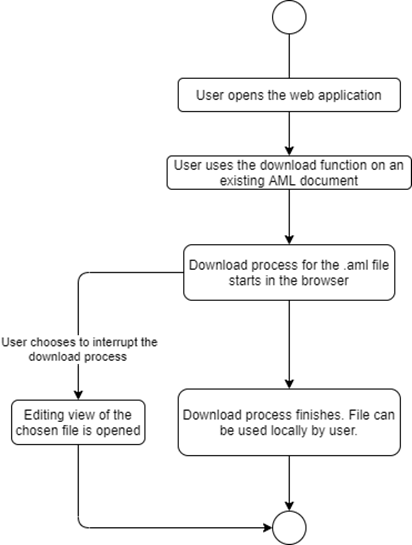 User opens the web application
User uses the download function on an
existing AML document
Download process for the .aml file
starts in the browser
User chooses to interrupt the
download process
Editing view of the
chosen file is opened
Download process finishes. File can
be used locally by user.